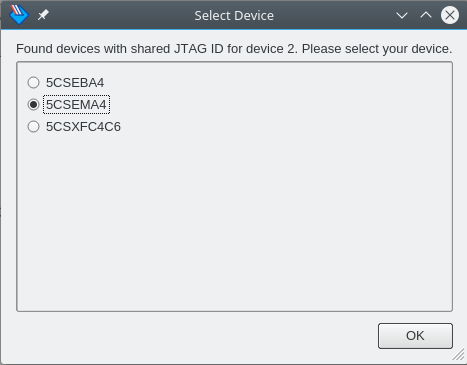 Select Device
Found devices with shared JTAG ID for device 2. Please select your device.
5CSEBA4
5CSEMA4
5CSXFC4C6
OK